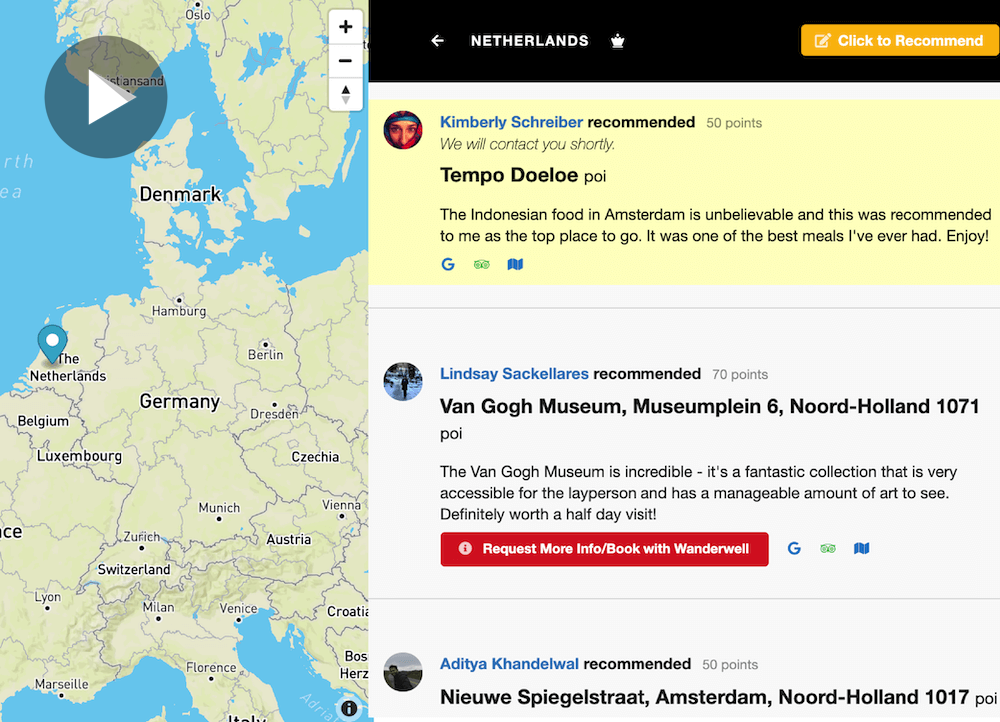 Oslo
stiansand
rth
ea
Denmark
Hamburg
The
Netherlands
Berlin
Germany
Dresden
Belgium
Luxembourg
Czechia
Munich
Vienna
ce
Zurich
Austria
Switzerland
Lyon
Milan
Venice
Croatia
Florence
Bos
Herz
Marseille
Adria
Italy
NETHERLANDS
Click to Recommend
Kimberly Schreiber recommended 50 points
We will contact you shortly.
Tempo Doeloe poi
The Indonesian food in Amsterdam is unbelievable and this was recommended
to me as the top place to go. It was one of the best meals I've ever had. Enjoy!
Lindsay Sackellares recommended 70 points
Van Gogh Museum, Museumplein 6, Noord-Holland 1071
poi
The Van Gogh Museum is incredible - it's a fantastic collection that is very
accessible for the layperson and has a manageable amount of art to see.
Definitely worth a half day visit!
Request More Info/Book with Wanderwell
Aditya Khandelwal recommended 50 points
Nieuwe Spiegelstraat, Amsterdam, Noord-Holland 1017 poi